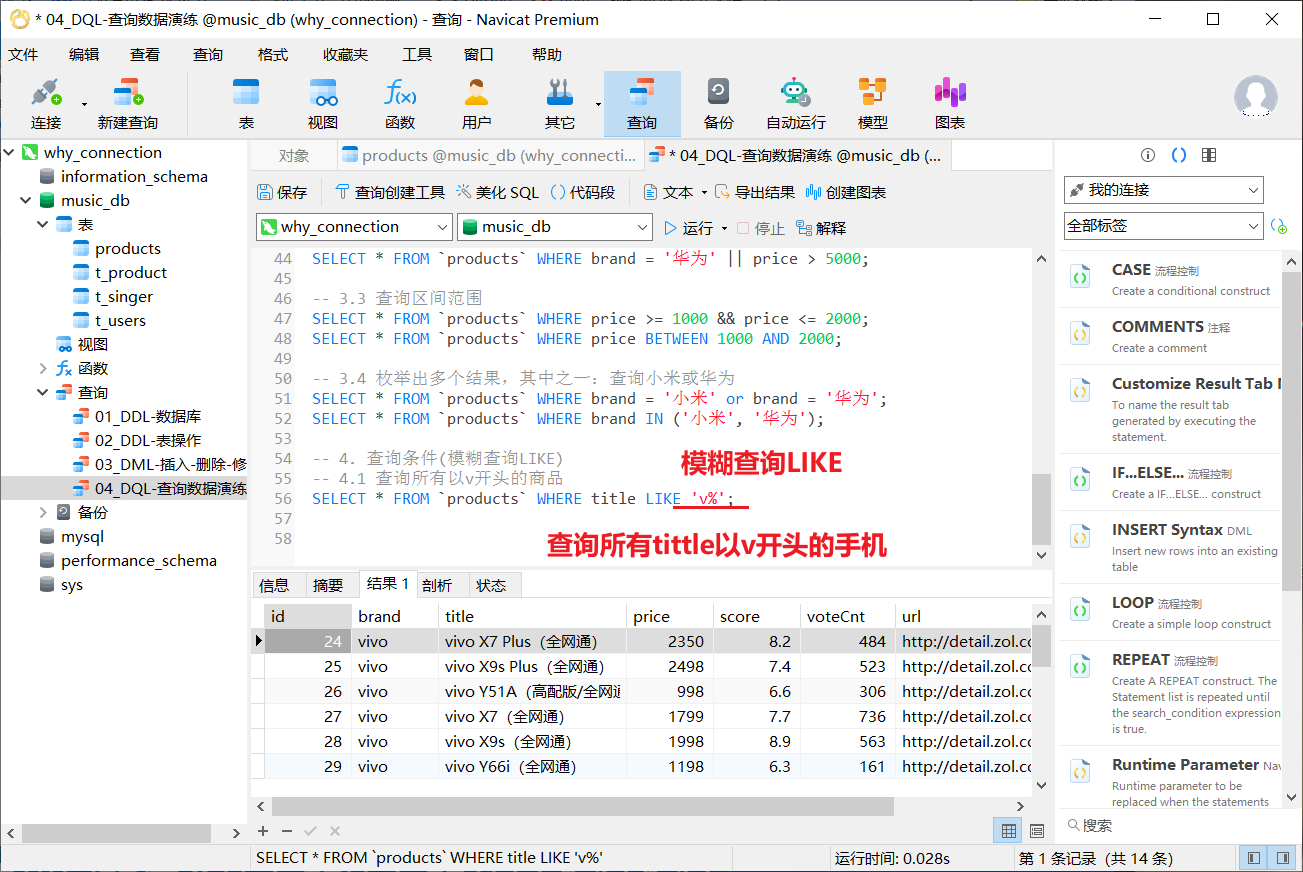 * 04_DQL-查询数据演练 @music_db (why_connection) - 查询 - Navicat Premium
文件 编辑 查看 查询 格式 收藏夹 工具 窗口 帮助
连接 新建查询 表 视图 函数 用户 其它 查询 备份 自动运行 模型 图表
why_connection
information_schema
music_db
表
products
t_product
t_singer
t_users
视图
函数
查询
01_DDL-数据库
02_DDL-表操作
03_DML-插入-删除-修
04_DQL-查询数据演练
备份
mysql
performance_schema
sys
对象 products @music_db (why_connecti... * 04_DQL-查询数据演练 @music_db (...
保存 查询创建工具 美化 SQL () 代码段 文本 导出结果 创建图表
why_connection music_db 运行 停止 解释
44 SELECT * FROM `products` WHERE brand = '华为' || price > 5000;
45
46 -- 3.3 查询区间范围
47 SELECT * FROM `products` WHERE price >= 1000 && price <= 2000;
48 SELECT * FROM `products` WHERE price BETWEEN 1000 AND 2000;
49
50 -- 3.4 枚举出多个结果，其中之一：查询小米或华为
51 SELECT * FROM `products` WHERE brand = '小米' or brand = '华为';
52 SELECT * FROM `products` WHERE brand IN ('小米', '华为');
53
54 -- 4. 查询条件(模糊查询LIKE)
模糊查询LIKE
55 -- 4.1 查询所有以v开头的商品
56 SELECT * FROM `products` WHERE title LIKE 'v%';
57
58
查询所有tittle以v开头的手机
信息 摘要 结果 1 剖析 状态
id brand title price score voteCnt url
24 vivo vivo X7 Plus（全网通） 2350 8.2 484 http://detail.zol.cc
25 vivo vivo X9s Plus（全网通） 2498 7.4 523 http://detail.zol.cc
26 vivo vivo Y51A（高配版/全网通 998 6.6 306 http://detail.zol.cc
27 vivo vivo X7（全网通） 1799 7.7 736 http://detail.zol.cc
28 vivo vivo X9s（全网通） 1998 8.9 563 http://detail.zol.cc
29 vivo vivo Y66i（全网通） 1198 6.3 161 http://detail.zol.cc
SELECT * FROM `products` WHERE title LIKE 'v%' 运行时间: 0.028s 第 1 条记录（共 14 条）
我的连接
全部标签
CASE 流程控制
Create a conditional construct
COMMENTS 注释
Create a comment
Customize Result Tab N
To name the result tab
generated by executing the
statement.
IF...ELSE... 流程控制
Create a IF...ELSE... construct
INSERT Syntax DML
Insert new rows into an existing
table
LOOP 流程控制
Create a simple loop construct
REPEAT 流程控制
Create A REPEAT construct. The
Statement list is repeated until
the search_condition expression
is true.
Runtime Parameter Nav
Runtime parameter to be
replaced when the statements
搜索